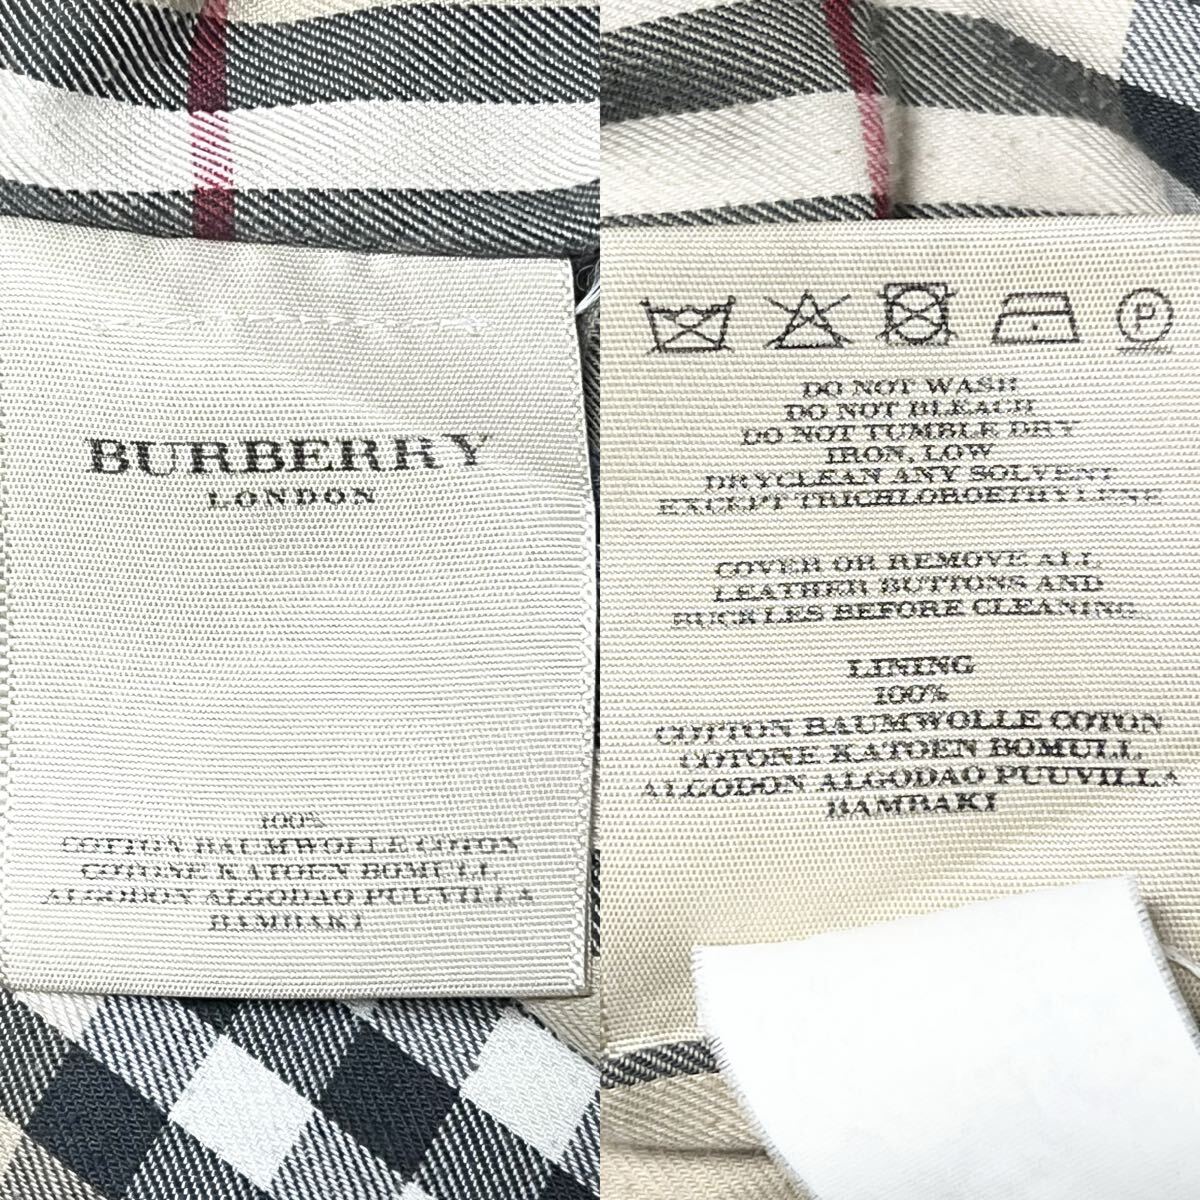 BURBERRY
LONDON
100%
COTTON BAUMWOLLE COTON
COTONE KATOEN BOMULL
ALGODON ALGODAO PUUVILLA
BAMBAKI
P
DO NOT WASH
DO NOT BLEACH
DO NOT TUMBLE DRY
IRON, LOW
DRYCLEAN ANY SOLVENT
EXCEPT TRICHLOROETHYLENE
COVER OR REMOVE ALL
LEATHER BUTTONS AND
BUCKLES BEFORE CLEANING
LINING
100%
COTTON BAUMWOLLE COTON
COTONE KATOEN BOMULL
ALGODON ALGODAO PUUVILLA
BAMBAKI